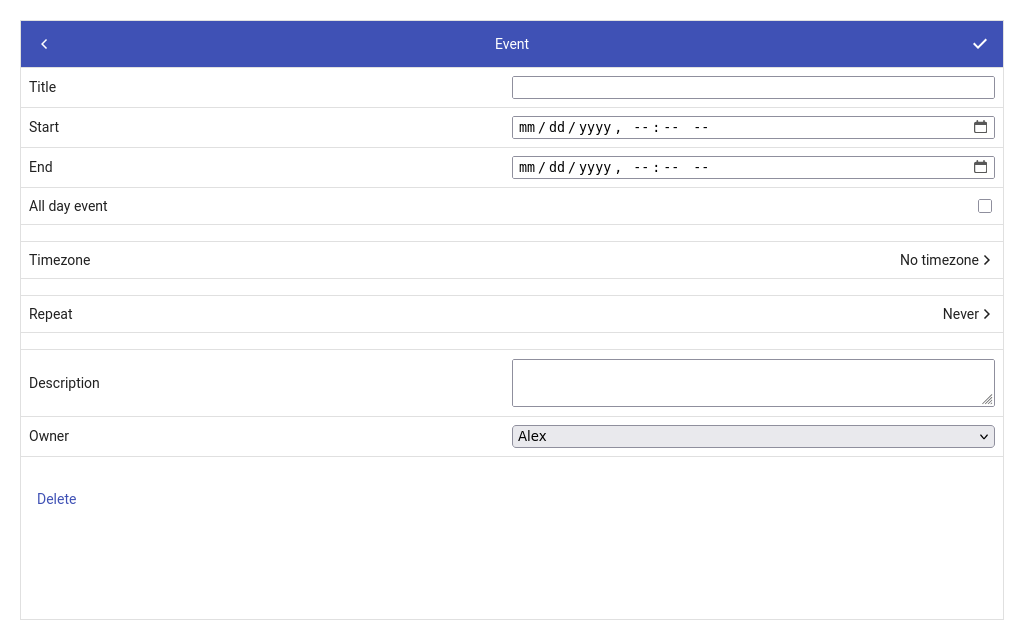 Event
Title
Start mm/dd/yyyy, --:-- --
End mm/dd/yyyy, --:-- --
All day event
Timezone No timezone
Repeat Never
Description
Owner Alex
Delete